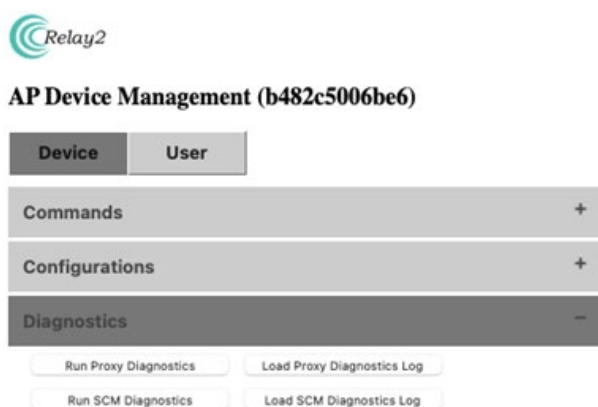 Relay2
AP Device Management (b482c5006be6)
Device User
Commands +
Configurations +
Diagnostics −
Run Proxy Diagnostics Load Proxy Diagnostics Log
Run SCM Diagnostics Load SCM Diagnostics Log